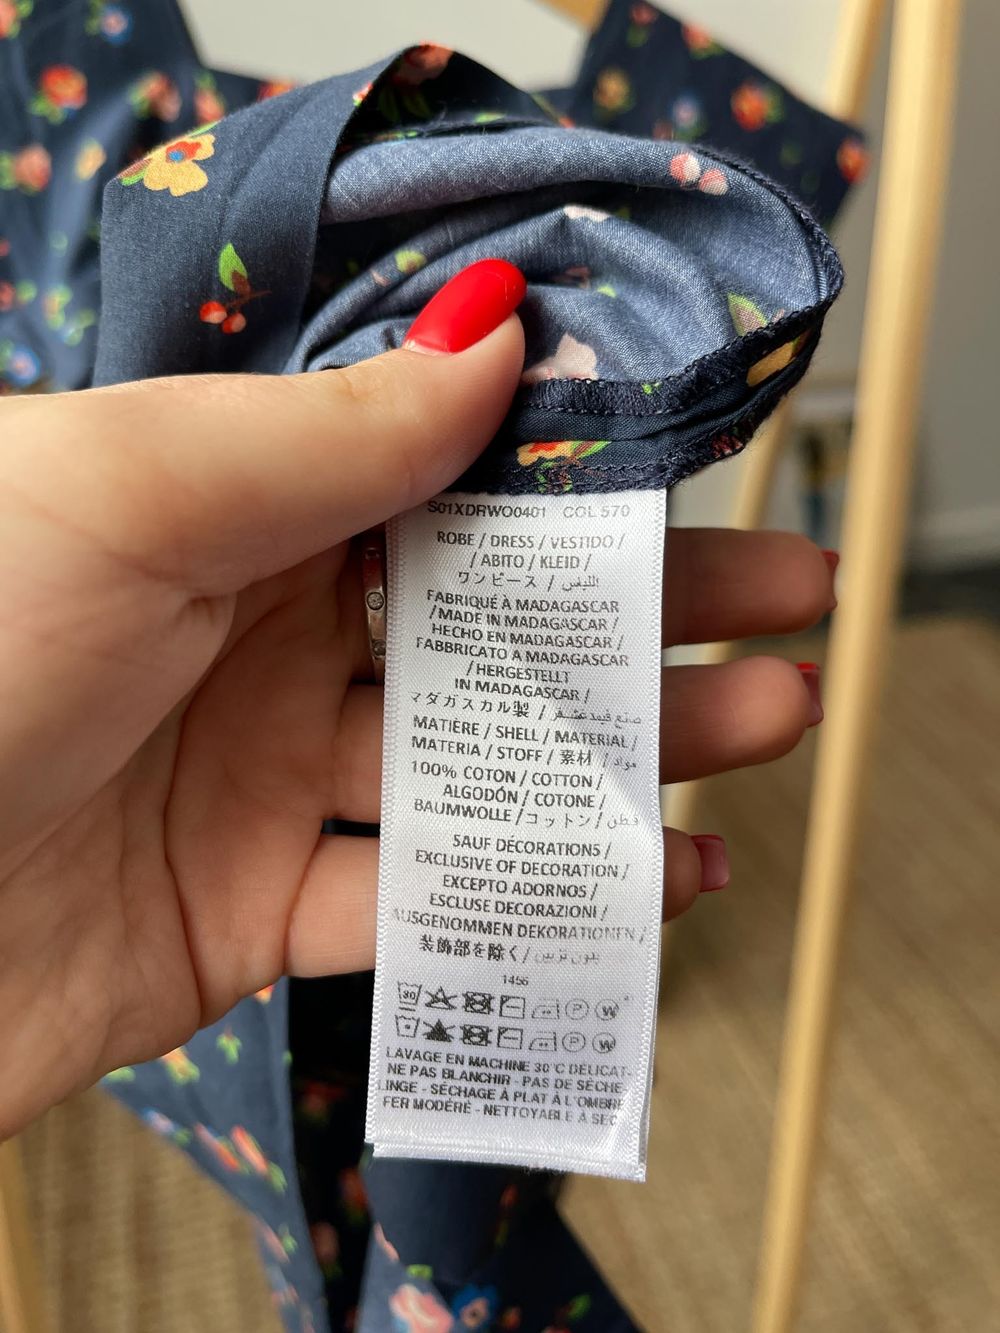 S01XDRWO0401 COL 570
ROBE / DRESS / VESTIDO /
/ ABITO / KLEID /
ワンピース /
FABRIQUÉ À MADAGASCAR
/ MADE IN MADAGASCAR /
HECHO EN MADAGASCAR /
FABBRICATO A MADAGASCAR
/ HERGESTELLT
IN MADAGASCAR /
マダガスカル製 /
MATIÈRE / SHELL / MATERIAL /
MATERIA / STOFF / 素材 / مواد
100% COTON / COTTON /
ALGODÓN / COTONE /
BAUMWOLLE / コットン / قطن
SAUF DÉCORATIONS /
EXCLUSIVE OF DECORATION /
EXCEPTO ADORNOS /
ESCLUSE DECORAZIONI /
AUSGENOMMEN DEKORATIONEN /
装飾部を除く /
1456
30 P W
P W
LAVAGE EN MACHINE 30°C DÉLICAT-
NE PAS BLANCHIR - PAS DE SÈCHE
LINGE - SÉCHAGE À PLAT À L'OMBRE
FER MODÉRÉ - NETTOYABLE À SEC